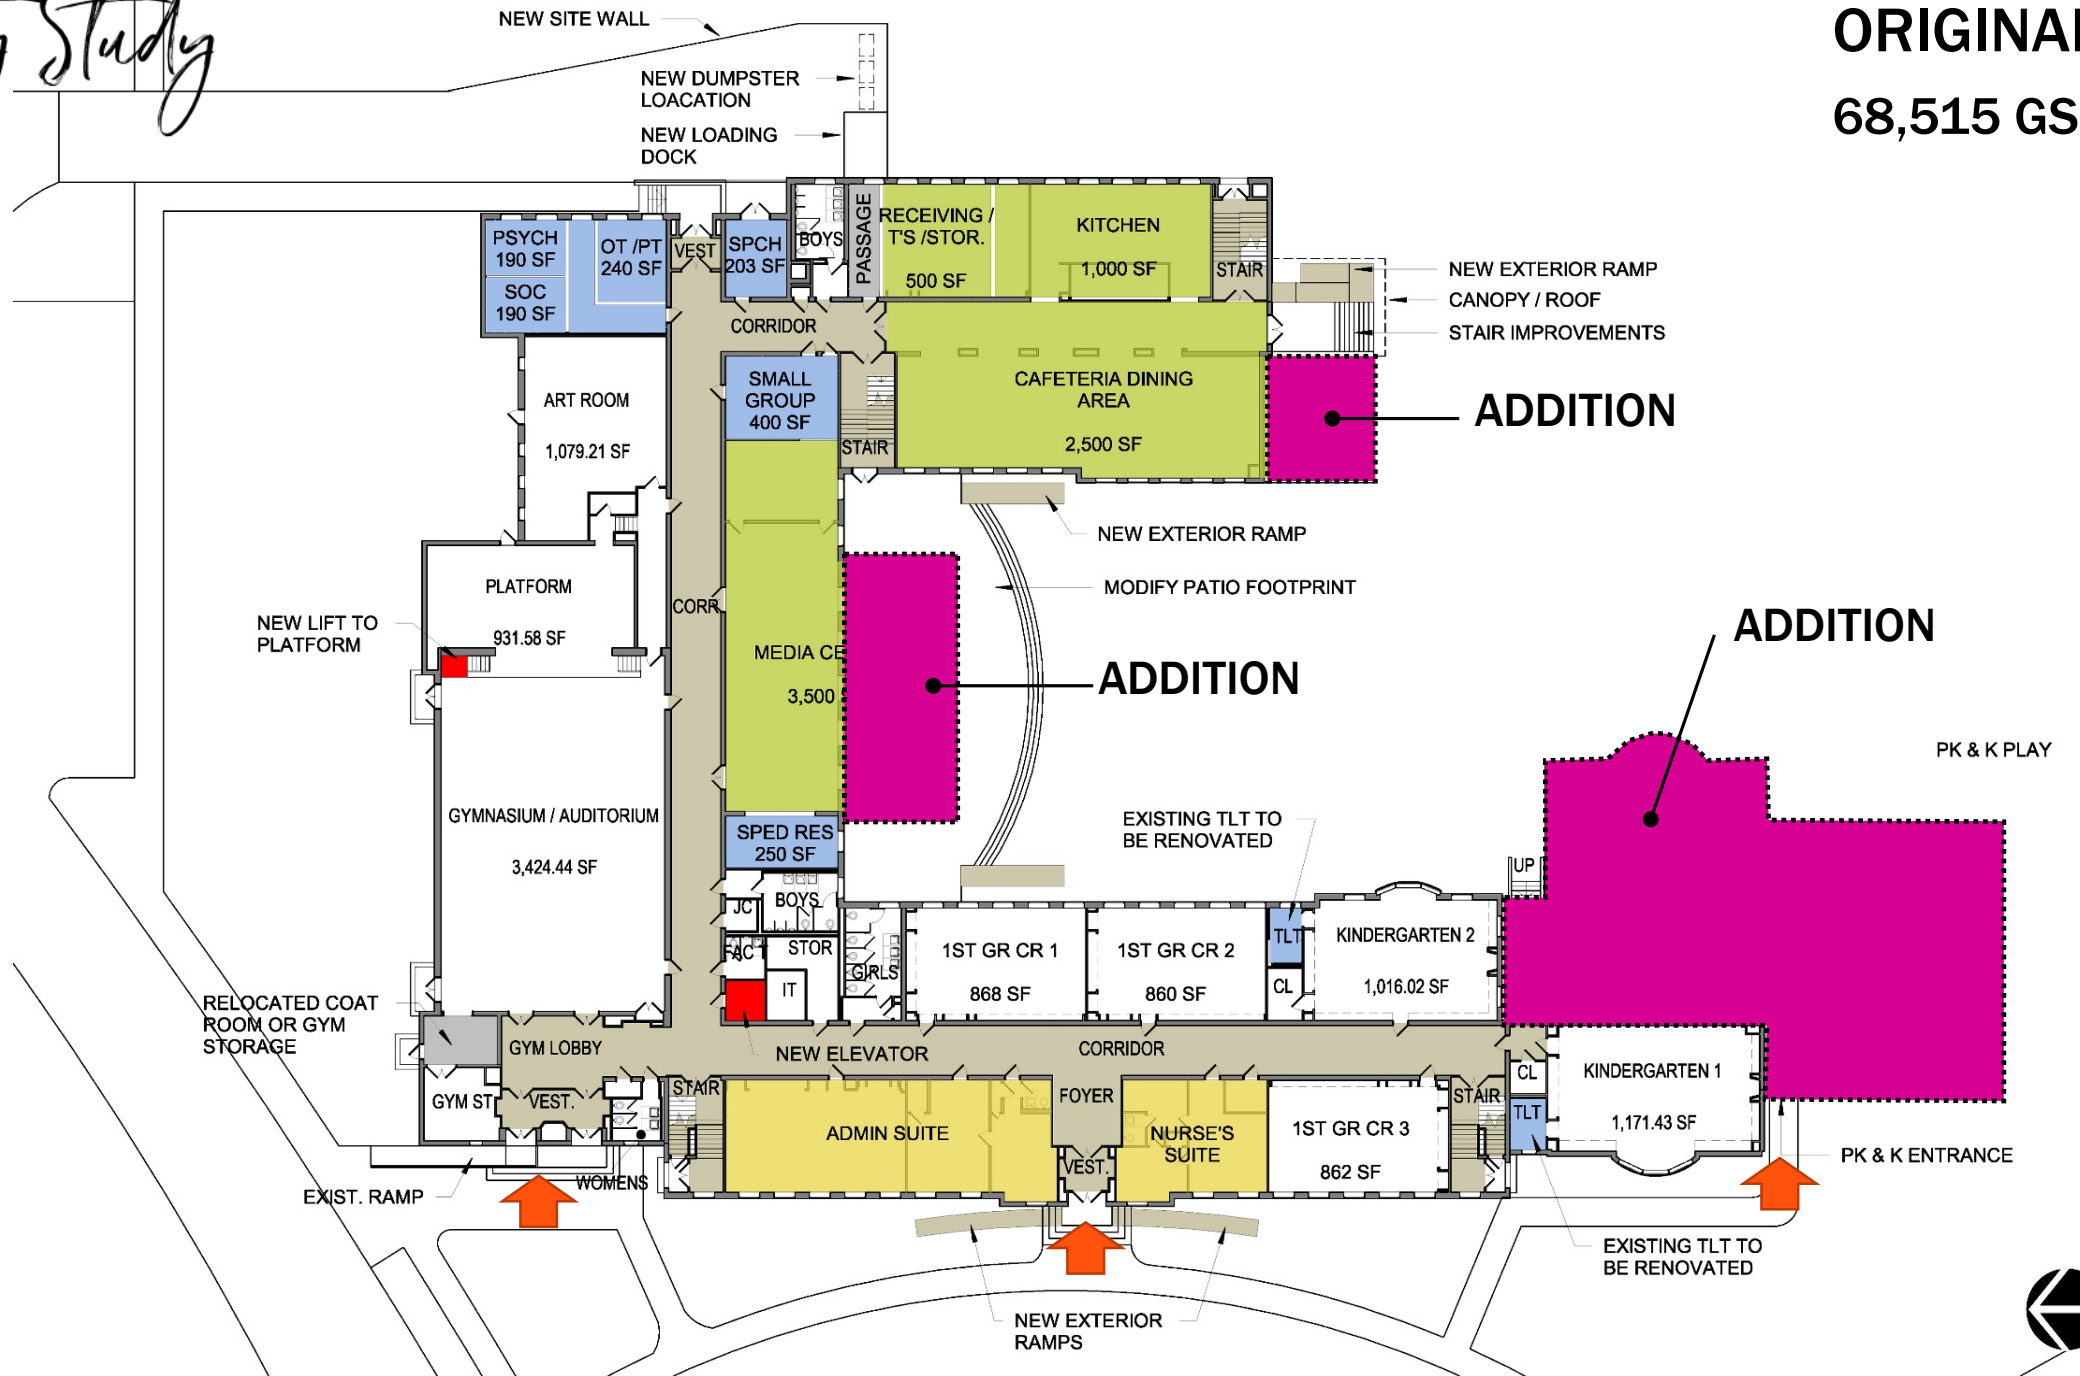 Study
ORIGINAL
68,515 GS
NEW SITE WALL
NEW DUMPSTER
LOACATION
NEW LOADING
DOCK
PSYCH
190 SF
OT /PT
240 SF
SOC
190 SF
VEST
SPCH
203 SF
BOYS
PASSAGE
RECEIVING /
T'S /STOR.
500 SF
KITCHEN
1,000 SF
STAIR
NEW EXTERIOR RAMP
CANOPY / ROOF
STAIR IMPROVEMENTS
CORRIDOR
ART ROOM
1,079.21 SF
SMALL
GROUP
400 SF
STAIR
CAFETERIA DINING
AREA
2,500 SF
ADDITION
NEW EXTERIOR RAMP
MODIFY PATIO FOOTPRINT
PLATFORM
931.58 SF
NEW LIFT TO
PLATFORM
CORR
MEDIA CE
3,500
ADDITION
ADDITION
PK & K PLAY
GYMNASIUM / AUDITORIUM
3,424.44 SF
SPED RES
250 SF
EXISTING TLT TO
BE RENOVATED
UP
JC
BOYS
FAC T
STOR
IT
GIRLS
1ST GR CR 1
868 SF
1ST GR CR 2
860 SF
TLT
CL
KINDERGARTEN 2
1,016.02 SF
RELOCATED COAT
ROOM OR GYM
STORAGE
GYM LOBBY
NEW ELEVATOR
CORRIDOR
GYM ST
VEST.
STAIR
ADMIN SUITE
FOYER
VEST.
NURSE'S
SUITE
1ST GR CR 3
862 SF
STAIR
CL
TLT
KINDERGARTEN 1
1,171.43 SF
PK & K ENTRANCE
WOMENS
EXIST. RAMP
NEW EXTERIOR
RAMPS
EXISTING TLT TO
BE RENOVATED